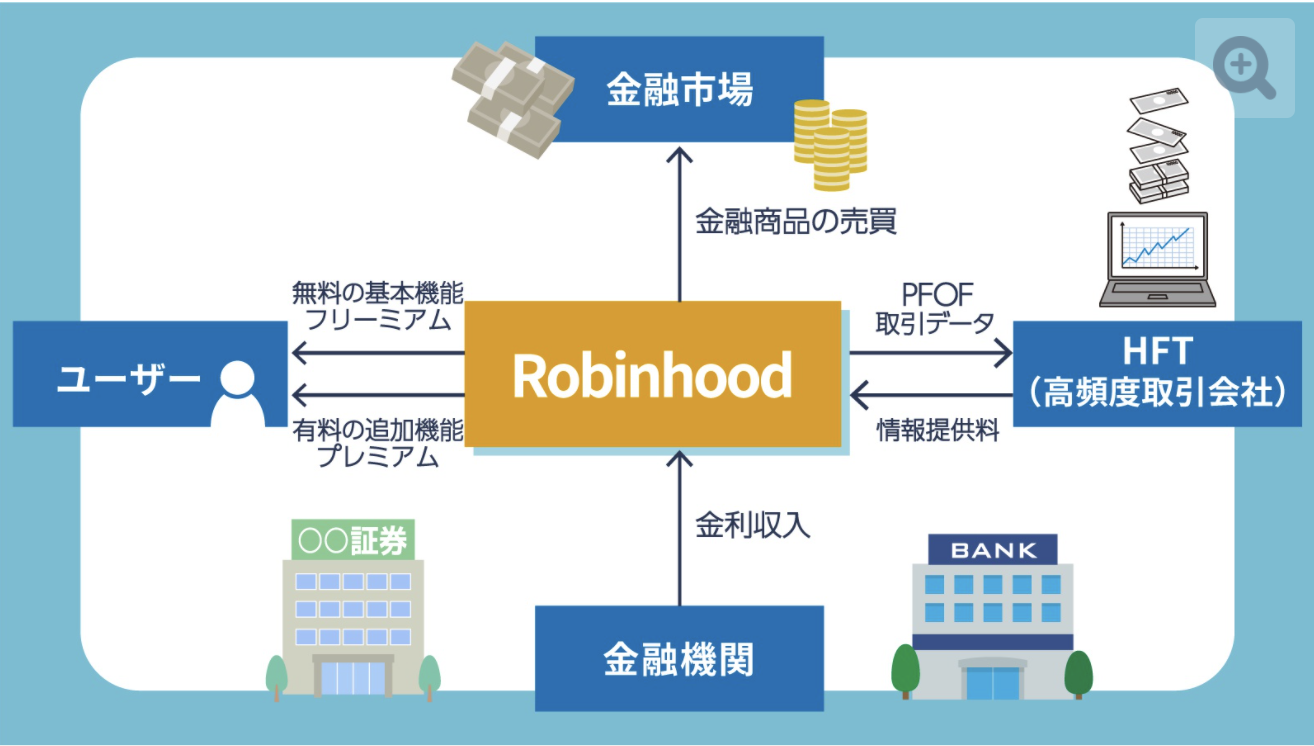 金融市場
金融商品の売買
無料の基本機能
フリーミアム
PFOF
取引データ
ユーザー
Robinhood
HFT
（高頻度取引会社）
有料の追加機能
プレミアム
情報提供料
金利収入
〇〇証券
BANK
金融機関